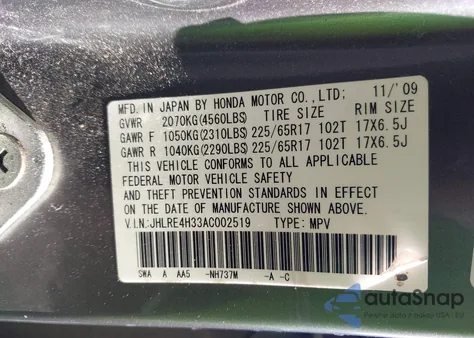 MFD. IN JAPAN BY HONDA MOTOR CO.,LTD: 11/'09
GVWR 2070KG(4560LBS) TIRE SIZE RIM SIZE
GAWR F 1050KG(2310LBS) 225/65R17 102T 17X6.5J
GAWR R 1040KG(2290LBS) 225/65R17 102T 17X6.5J
THIS VEHICLE CONFORMS TO ALL APPLICABLE
FEDERAL MOTOR VEHICLE SAFETY
AND THEFT PREVENTION STANDARDS IN EFFECT
ON THE DATE OF MANUFACTURE SHOWN ABOVE.
V.I.N:JHLRE4H33AC002519 TYPE: MPV
SWA A AA5 -NH737M -A -C
autoSnap